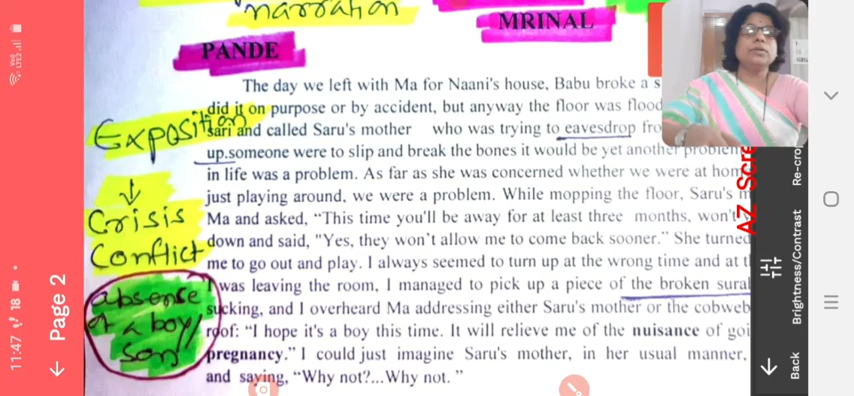 narration
MRINAL
PANDE
The day we left with Ma for Naani's house, Babu broke a s
did it on purpose or by accident, but anyway the floor was flood
sari and called Saru's mother who was trying to eavesdrop fro
up.someone were to slip and break the bones it would be yet another problem
in life was a problem. As far as she was concerned whether we were at hom
just playing around, we were a problem. While mopping the floor, Saru's m
Ma and asked, "This time you'll be away for at least three months, won't
down and said, "Yes, they won't allow me to come back sooner." She turned
me to go out and play. I always seemed to turn up at the wrong time and at t
I was leaving the room, I managed to pick up a piece of the broken sural
sucking, and I overheard Ma addressing either Saru's mother or the cobweb
roof: "I hope it's a boy this time. It will relieve me of the nuisance of goi
pregnancy." I could just imagine Saru's mother, in her usual manner,
and saying, "Why not?...Why not. "
Exposition
↓
Crisis
Conflict
absence
of a boy/
son
11:47
18
← Page 2
AZ Scre
Back
Brightness/Contrast
Re-cro